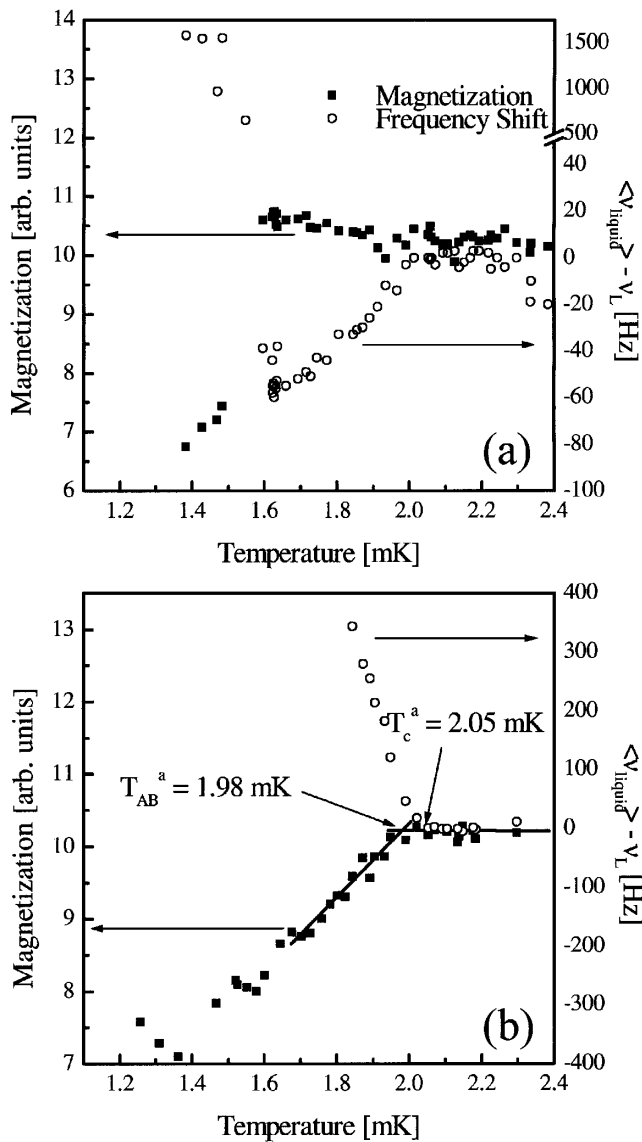 14
13
12
11
10
9
8
7
6
Magnetization [arb. units]
1500
1000
500
40
20
0
-20
-40
-60
-80
-100
<ν_liquid> - ν_L [Hz]
Magnetization
Frequency Shift
(a)
1.2 1.4 1.6 1.8 2.0 2.2 2.4
Temperature [mK]
13
12
11
10
9
8
7
Magnetization [arb. units]
400
300
200
100
0
-100
-200
-300
-400
<ν_liquid> - ν_L [Hz]
T_c^a = 2.05 mK
T_AB^a = 1.98 mK
(b)
1.2 1.4 1.6 1.8 2.0 2.2 2.4
Temperature [mK]